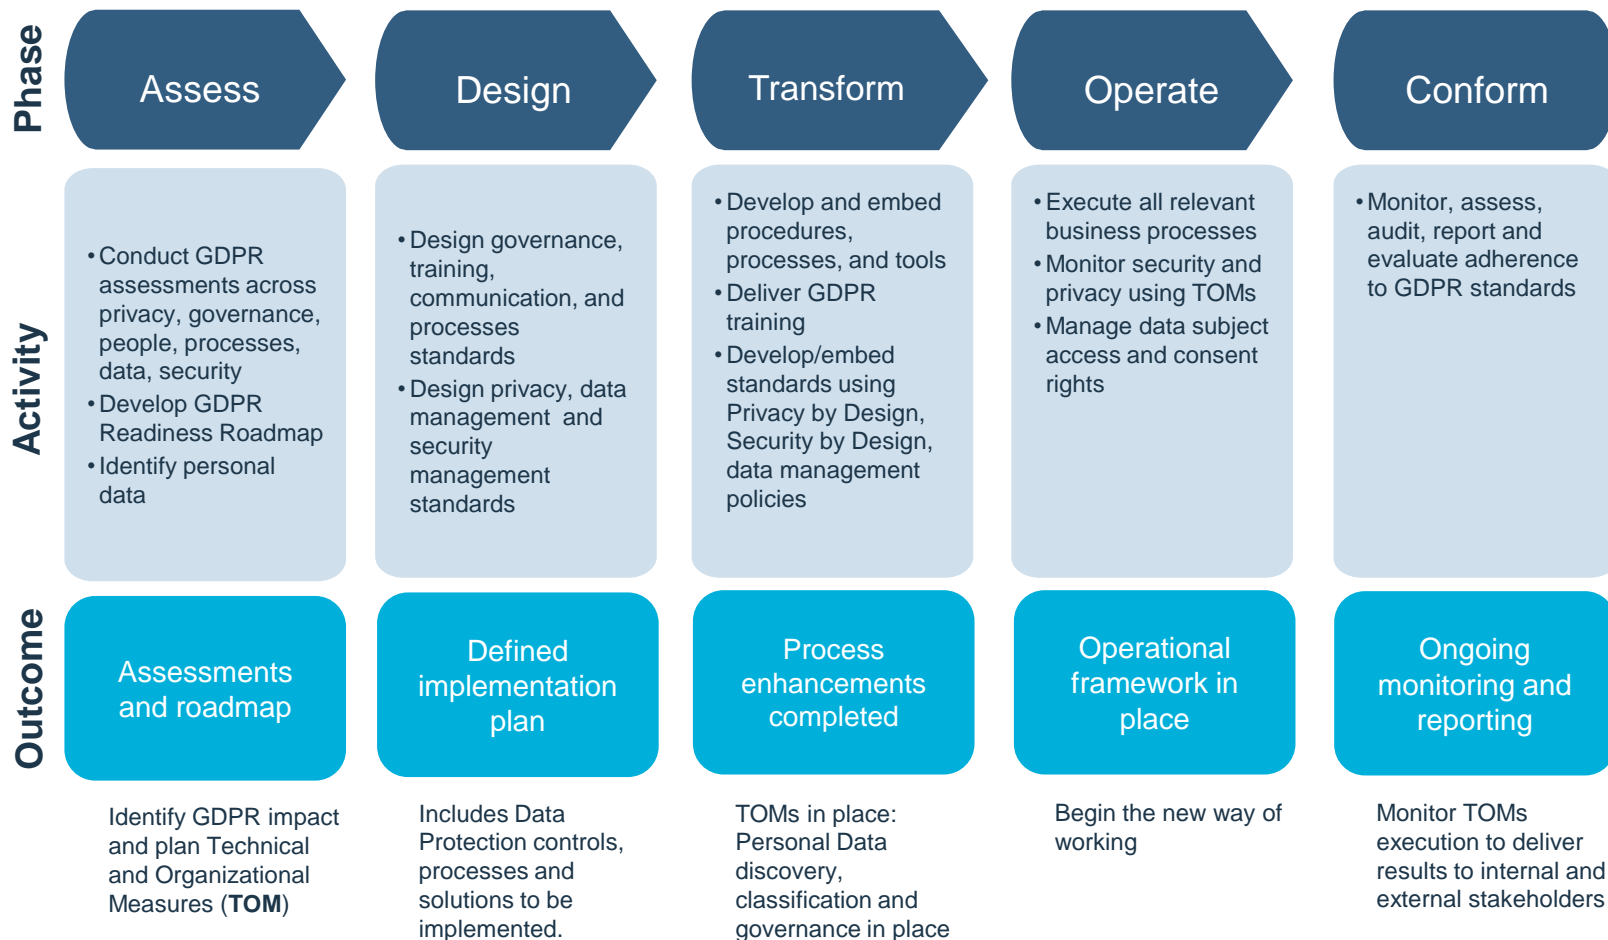 Phase
Assess
Design
Transform
Operate
Conform
Activity
• Conduct GDPR
assessments across
privacy, governance,
people, processes,
data, security
• Develop GDPR
Readiness Roadmap
• Identify personal
data
• Design governance,
training,
communication, and
processes
standards
• Design privacy, data
management and
security
management
standards
• Develop and embed
procedures,
processes, and tools
• Deliver GDPR
training
• Develop/embed
standards using
Privacy by Design,
Security by Design,
data management
policies
• Execute all relevant
business processes
• Monitor security and
privacy using TOMs
• Manage data subject
access and consent
rights
• Monitor, assess,
audit, report and
evaluate adherence
to GDPR standards
Outcome
Assessments
and roadmap
Defined
implementation
plan
Process
enhancements
completed
Operational
framework in
place
Ongoing
monitoring and
reporting
Identify GDPR impact
and plan Technical
and Organizational
Measures (TOM)
Includes Data
Protection controls,
processes and
solutions to be
implemented.
TOMs in place:
Personal Data
discovery,
classification and
governance in place
Begin the new way of
working
Monitor TOMs
execution to deliver
results to internal and
external stakeholders